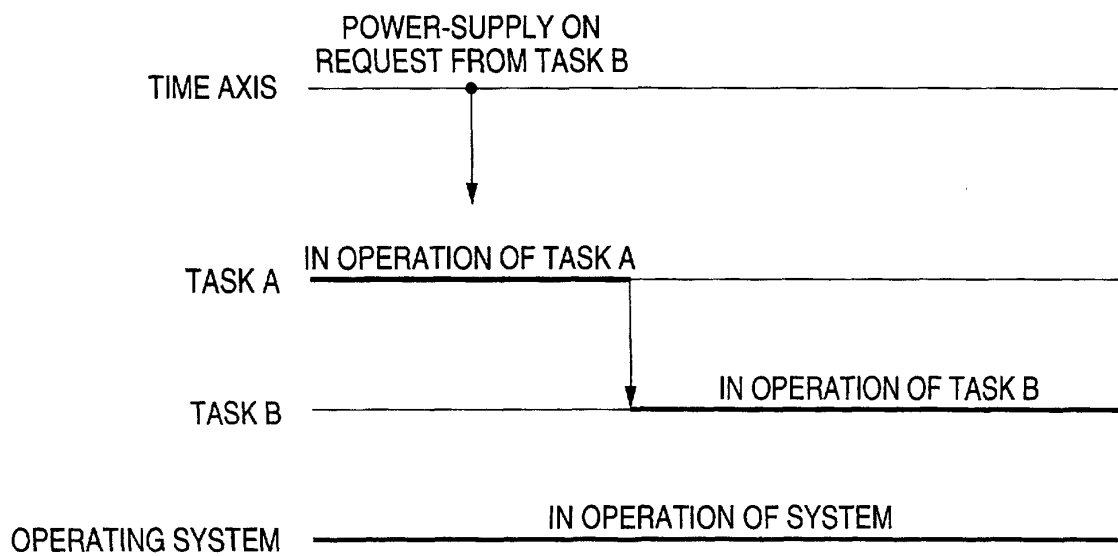 POWER-SUPPLY ON
REQUEST FROM TASK B
TIME AXIS
IN OPERATION OF TASK A
TASK A
IN OPERATION OF TASK B
TASK B
IN OPERATION OF SYSTEM
OPERATING SYSTEM